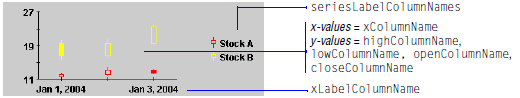 27
19
11
Jan 1, 2004
Jan 3, 2004
Stock A
Stock B
seriesLabelColumnNames
x-values = xColumnName
y-values = highColumnName,
lowColumnName, openColumnName,
closeColumnName
xLabelColumnName